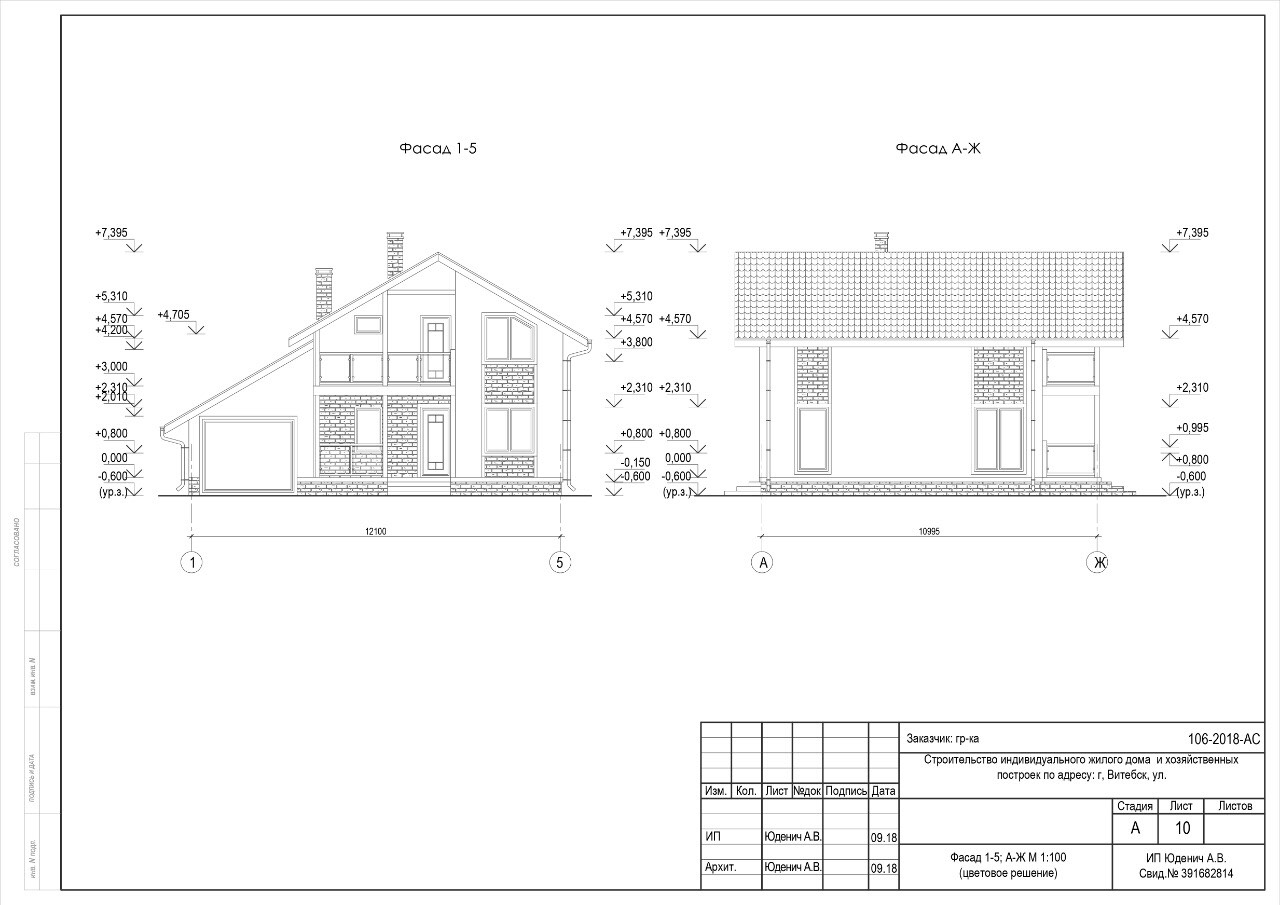 Фасад 1-5
Фасад А-Ж
+7,395
+5,310
+4,570
+4,200
+4,705
+3,000
+2,310
+2,010
+0,800
0,000
-0,600
(ур.з.)
+7,395
+5,310
+4,570
+3,800
+2,310
+0,800
-0,150
-0,600
+7,395
+4,570
+2,310
+0,800
0,000
-0,600
(ур.з.)
+7,395
+4,570
+2,310
+0,995
+0,800
-0,600
(ур.з.)
12100
10995
1
5
А
Ж
СОГЛАСОВАНО
ВЗАМ. ИНВ. N
ПОДПИСЬ И ДАТА
ИНВ. N подл.
Заказчик: гр-ка 106-2018-АС
Строительство индивидуального жилого дома и хозяйственных
построек по адресу: г, Витебск, ул.
Изм. Кол. Лист №док Подпись Дата
Стадия Лист Листов
А 10
ИП Юденич А.В. 09.18
Архит. Юденич А.В. 09.18
Фасад 1-5; А-Ж М 1:100
(цветовое решение)
ИП Юденич А.В.
Свид.№ 391682814